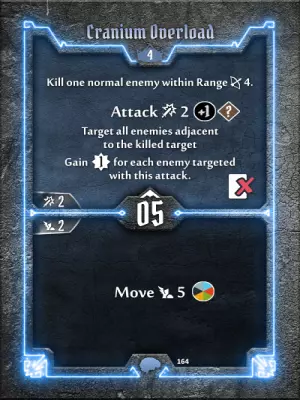 Cranium Overload
4
Kill one normal enemy within Range 4.
Attack 2 +1 ?
Target all enemies adjacent
to the killed target
Gain 1 for each enemy targeted
with this attack.
2
05
2
Move 5
164